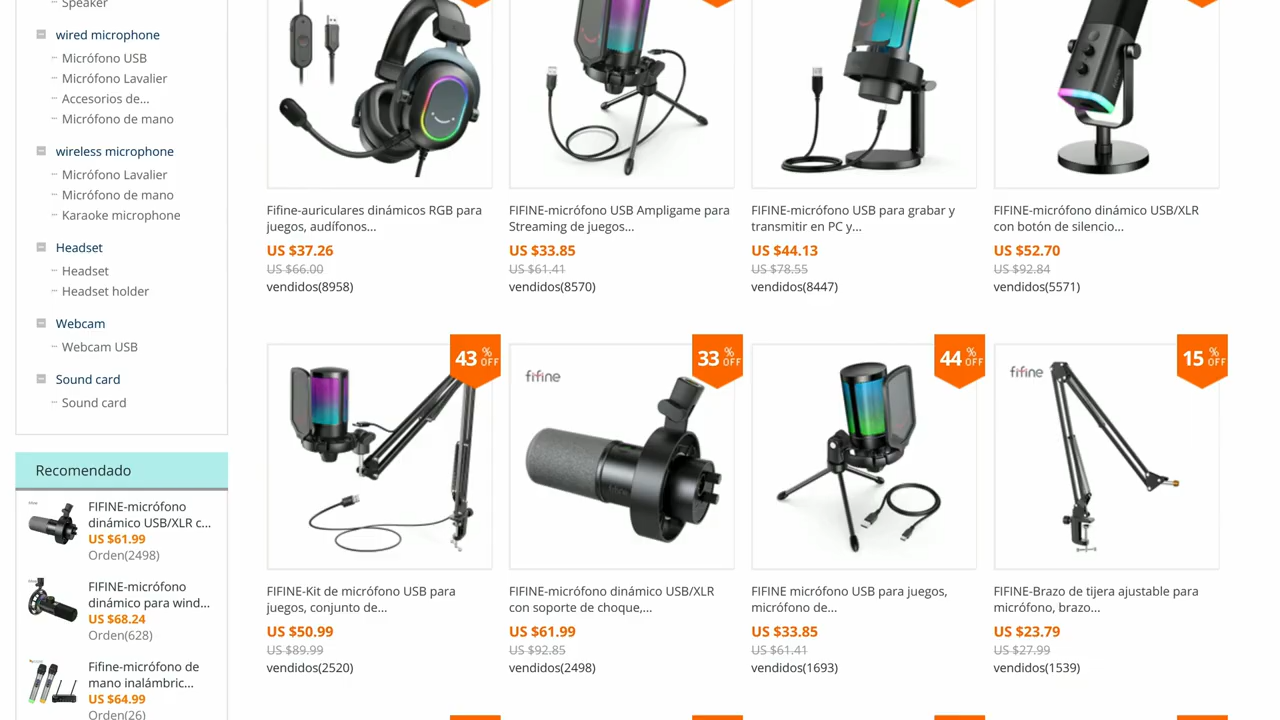 Speaker
wired microphone
Micrófono USB
Micrófono Lavalier
Accesorios de...
Micrófono de mano
wireless microphone
Micrófono Lavalier
Micrófono de mano
Karaoke microphone
Headset
Headset
Headset holder
Webcam
Webcam USB
Sound card
Sound card
Recomendado
FIFINE-micrófono
dinámico USB/XLR c...
US $61.99
Orden(2498)
FIFINE-micrófono
dinámico para wind...
US $68.24
Orden(628)
Fifine-micrófono de
mano inalámbric...
US $64.99
Orden(26)
Fifine-auriculares dinámicos RGB para
juegos, audífonos...
US $37.26
US $66.00
vendidos(8958)
FIFINE-micrófono USB Ampligame para
Streaming de juegos...
US $33.85
US $61.41
vendidos(8570)
FIFINE-micrófono USB para grabar y
transmitir en PC y...
US $44.13
US $78.55
vendidos(8447)
FIFINE-micrófono dinámico USB/XLR
con botón de silencio...
US $52.70
US $92.84
vendidos(5571)
43 % OFF
FIFINE-Kit de micrófono USB para
juegos, conjunto de...
US $50.99
US $89.99
vendidos(2520)
fifine
33 % OFF
FIFINE-micrófono dinámico USB/XLR
con soporte de choque,...
US $61.99
US $92.85
vendidos(2498)
44 % OFF
FIFINE micrófono USB para juegos,
micrófono de...
US $33.85
US $61.41
vendidos(1693)
fifine
15 % OFF
FIFINE-Brazo de tijera ajustable para
micrófono, brazo...
US $23.79
US $27.99
vendidos(1539)